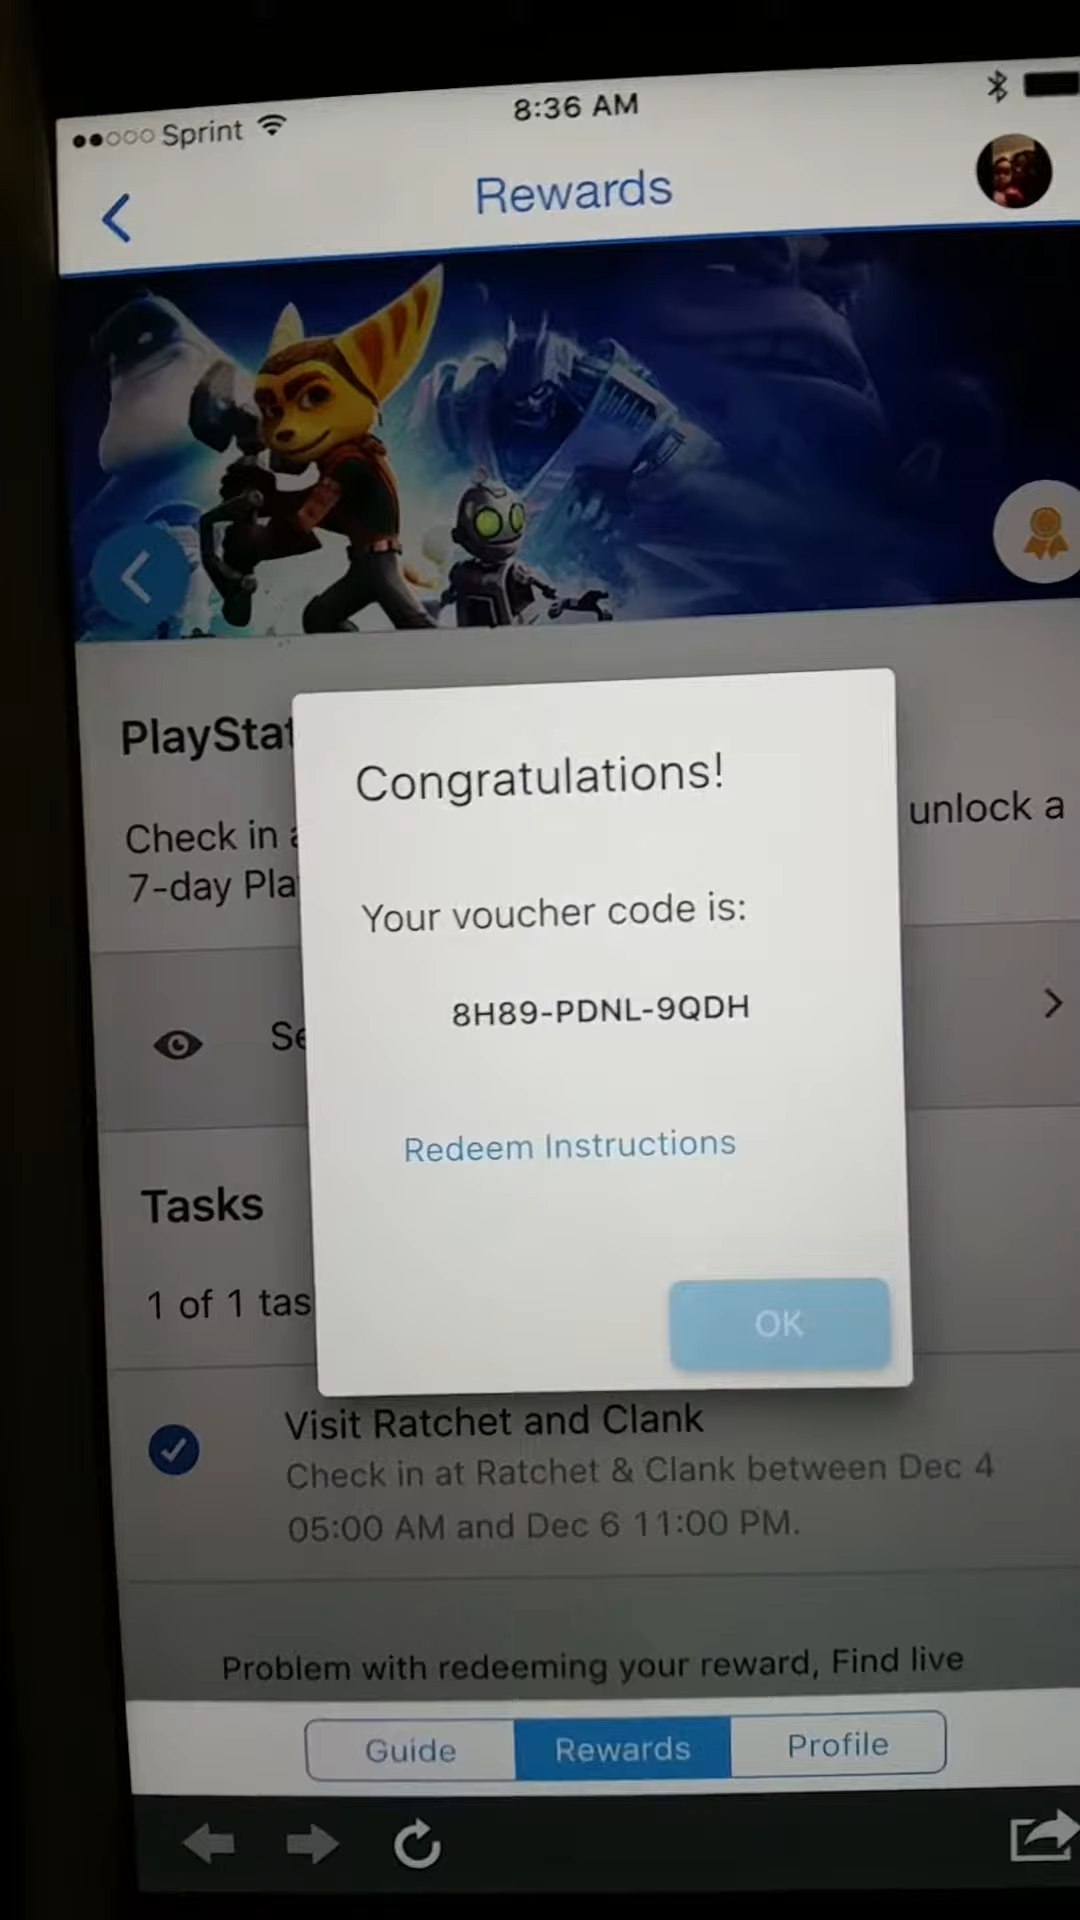 Sprint
8:36 AM
Rewards
PlayStat
Check in
unlock a
7-day Pla
Congratulations!
Your voucher code is:
8H89-PDNL-9QDH
Se
Redeem Instructions
Tasks
1 of 1 tas
OK
Visit Ratchet and Clank
Check in at Ratchet & Clank between Dec 4
05:00 AM and Dec 6 11:00 PM.
Problem with redeeming your reward, Find live
Guide
Rewards
Profile